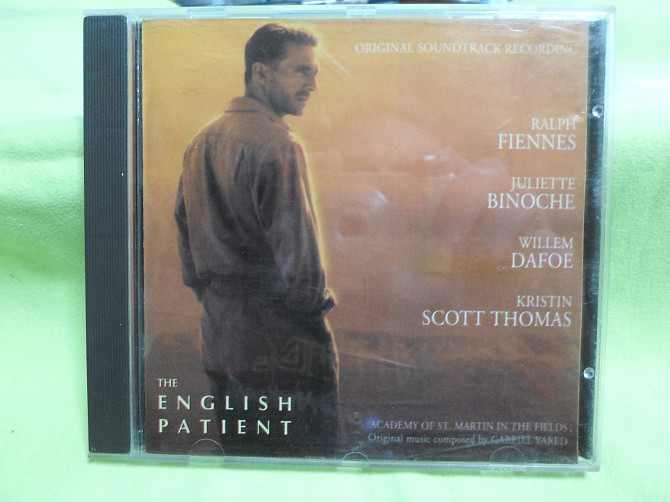 ORIGINAL SOUNDTRACK RECORDING
RALPH
FIENNES
JULIETTE
BINOCHE
WILLEM
DAFOE
KRISTIN
SCOTT THOMAS
THE
ENGLISH
PATIENT
ACADEMY OF ST. MARTIN IN THE FIELDS
Original music composed by GABRIEL YARED